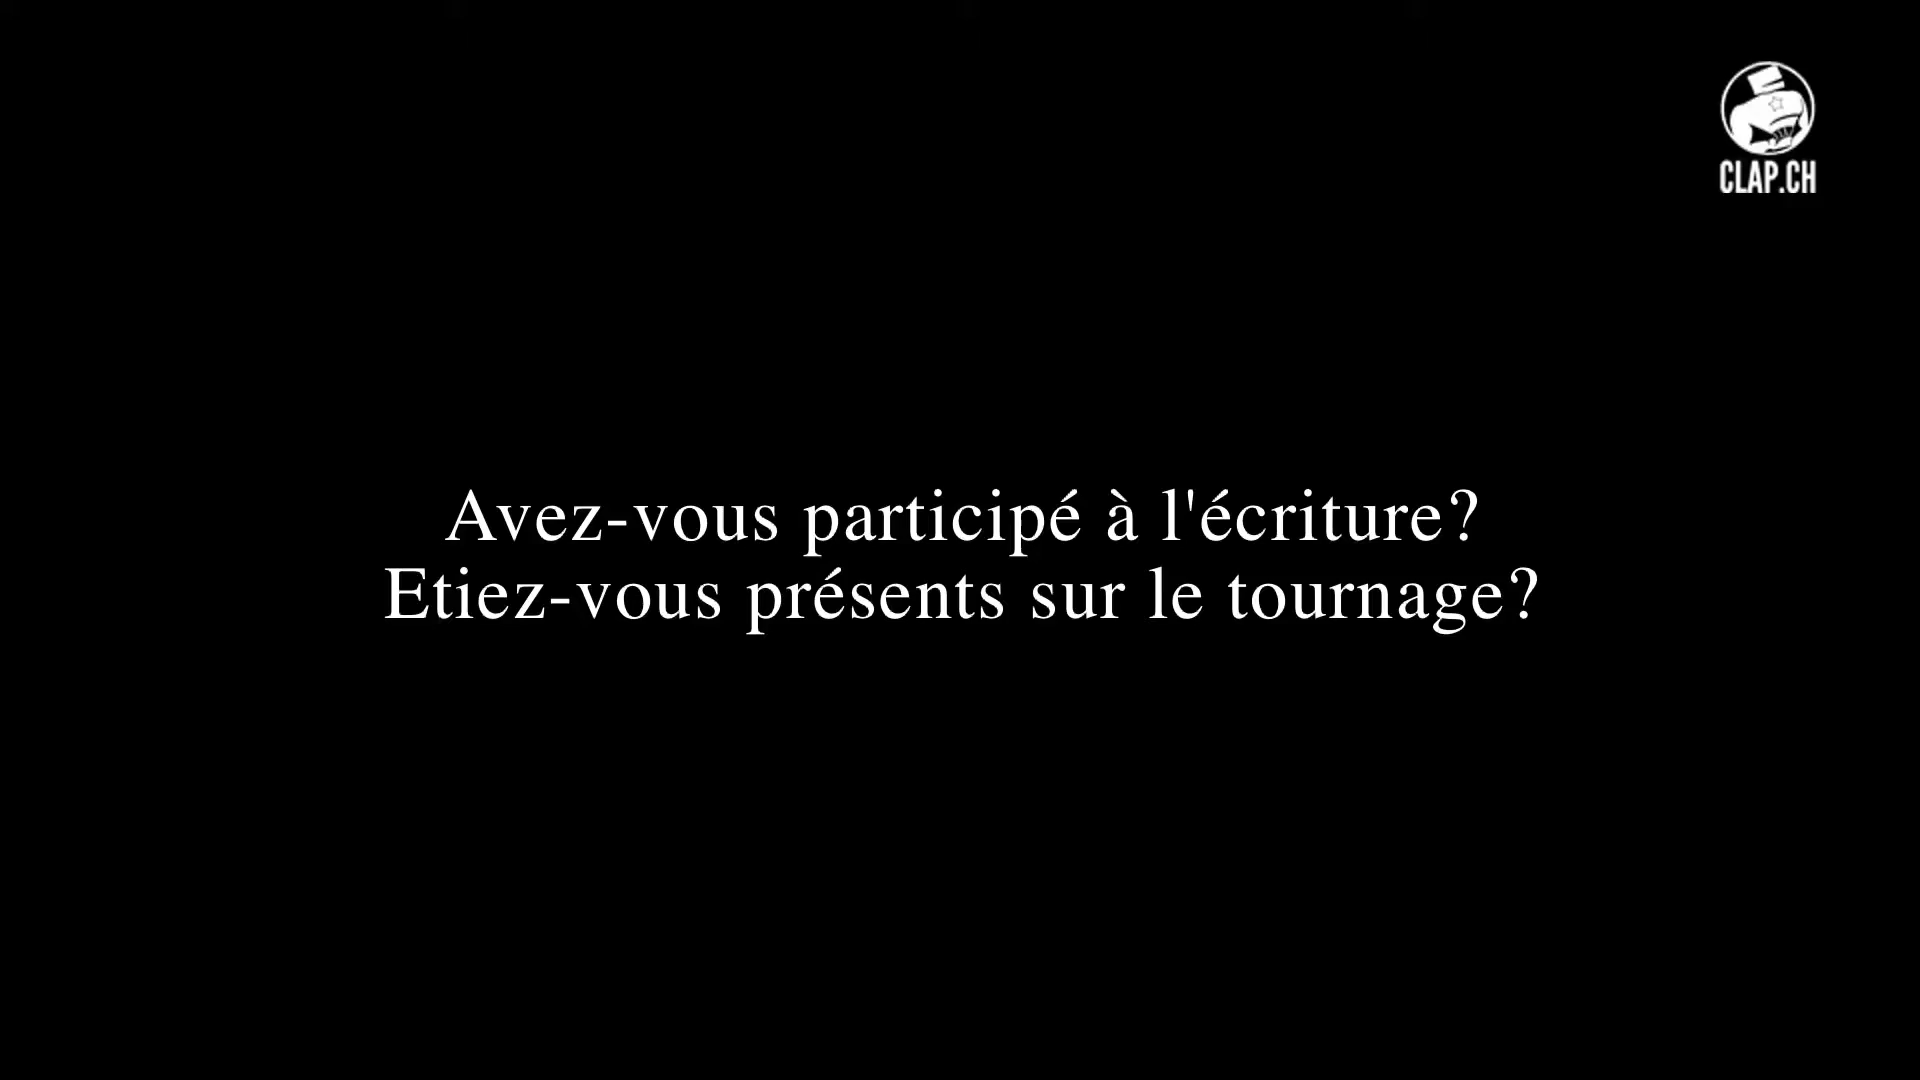 CLAP.CH
Avez-vous participé à l'écriture?
Etiez-vous présents sur le tournage?